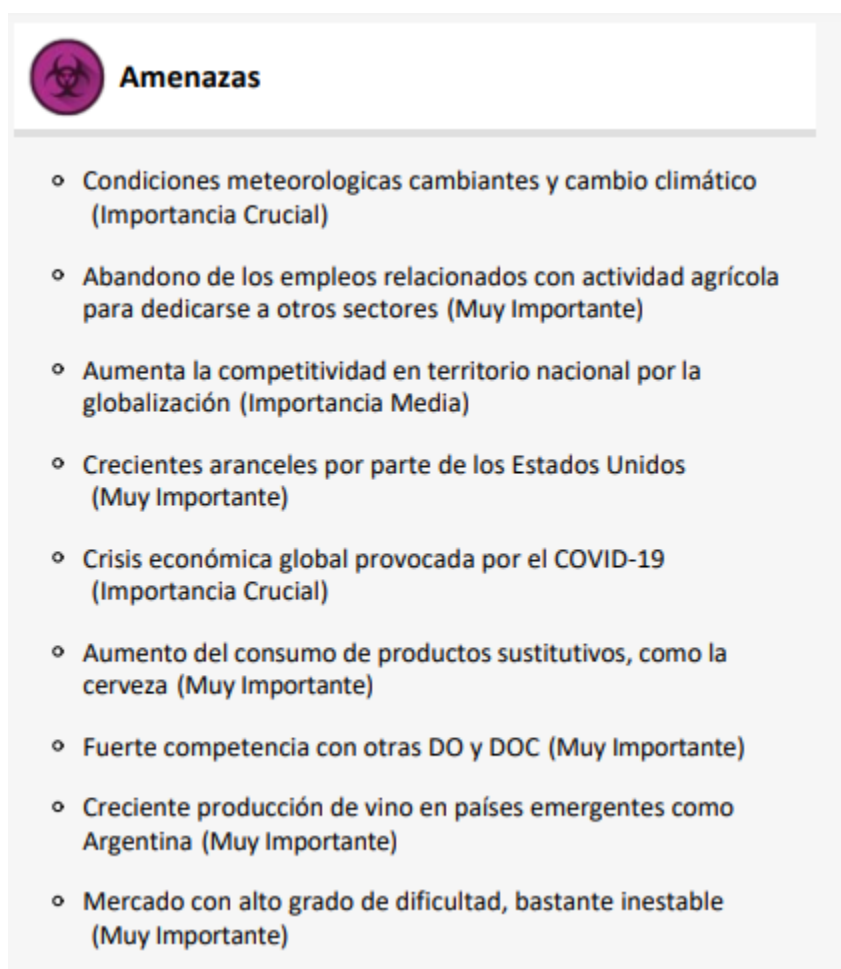 Amenazas
Condiciones meteorologicas cambiantes y cambio climático
(Importancia Crucial)
Abandono de los empleos relacionados con actividad agrícola
para dedicarse a otros sectores (Muy Importante)
Aumenta la competitividad en territorio nacional por la
globalización (Importancia Media)
Crecientes aranceles por parte de los Estados Unidos
(Muy Importante)
Crisis económica global provocada por el COVID-19
(Importancia Crucial)
Aumento del consumo de productos sustitutivos, como la
cerveza (Muy Importante)
Fuerte competencia con otras DO y DOC (Muy Importante)
Creciente producción de vino en países emergentes como
Argentina (Muy Importante)
Mercado con alto grado de dificultad, bastante inestable
(Muy Importante)